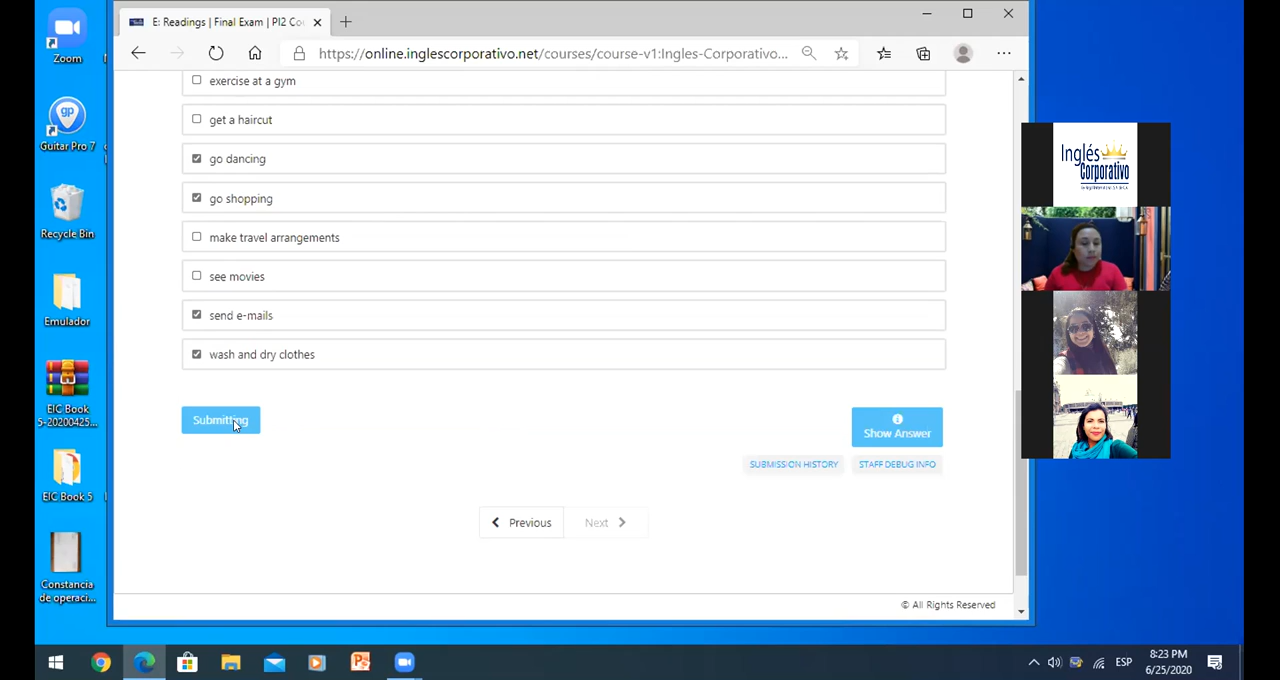 Zoom
E: Readings | Final Exam | PI2 Cou
https://online.inglescorporativo.net/courses/course-v1:Ingles-Corporativo...
exercise at a gym
Guitar Pro 7
get a haircut
go dancing
Inglés
Corporativo
go shopping
Recycle Bin
make travel arrangements
see movies
send e-mails
Emulador
wash and dry clothes
EIC Book
5-20200425...
Submitting
Show Answer
SUBMISSION HISTORY
STAFF DEBUG INFO
EIC Book 5
Previous
Next
Constancia
de operaci...
© All Rights Reserved
ESP
8:23 PM
6/25/2020